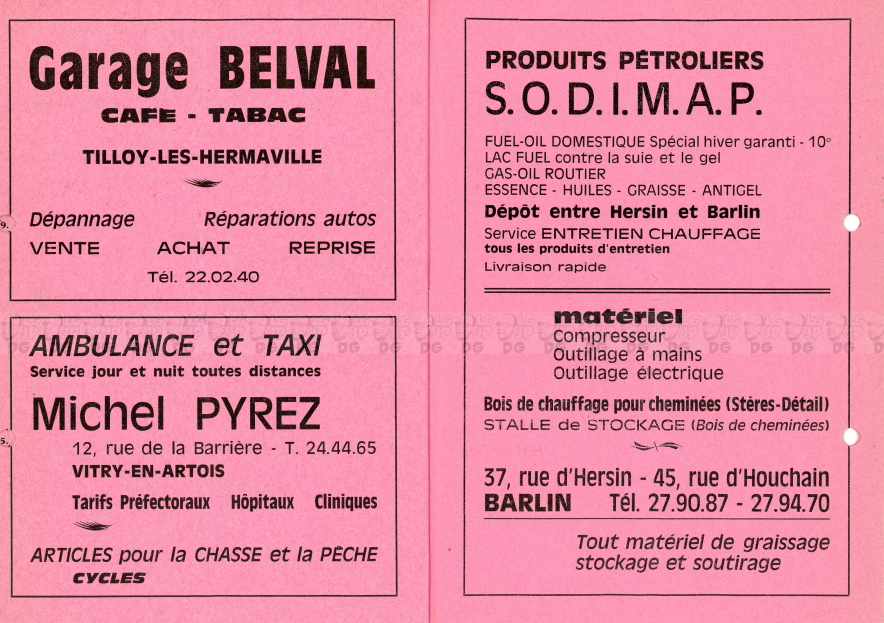 Garage BELVAL
CAFE - TABAC
TILLOY-LES-HERMAVILLE
Dépannage Réparations autos
VENTE ACHAT REPRISE
Tél. 22.02.40
AMBULANCE et TAXI
Service jour et nuit toutes distances
Michel PYREZ
12, rue de la Barrière - T. 24.44.65
VITRY-EN-ARTOIS
Tarifs Préfectoraux Hôpitaux Cliniques
ARTICLES pour la CHASSE et la PÊCHE
CYCLES
PRODUITS PÉTROLIERS
S.O.D.I.M.A.P.
FUEL-OIL DOMESTIQUE Spécial hiver garanti - 10°
LAC FUEL contre la suie et le gel
GAS-OIL ROUTIER
ESSENCE - HUILES - GRAISSE - ANTIGEL
Dépôt entre Hersin et Barlin
Service ENTRETIEN CHAUFFAGE
tous les produits d'entretien
Livraison rapide
matériel
Compresseur
Outillage à mains
Outillage électrique
Bois de chauffage pour cheminées (Stères-Détail)
STALLE de STOCKAGE (Bois de cheminées)
37, rue d'Hersin - 45, rue d'Houchain
BARLIN Tél. 27.90.87 - 27.94.70
Tout matériel de graissage
stockage et soutirage